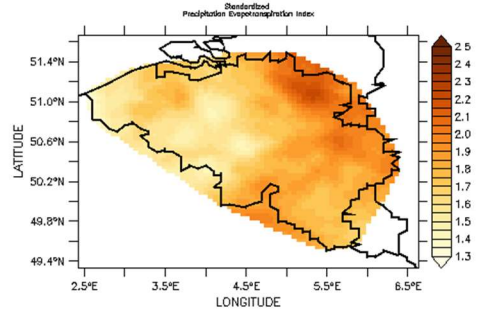 Standardized
Precipitation Evapotranspiration Index
51.4°N
51.0°N
50.6°N
50.2°N
49.8°N
49.4°N
LATITUDE
2.5°E 3.5°E 4.5°E 5.5°E 6.5°E
LONGITUDE
2.5
2.4
2.3
2.2
2.1
2.0
1.9
1.8
1.7
1.6
1.5
1.4
1.3